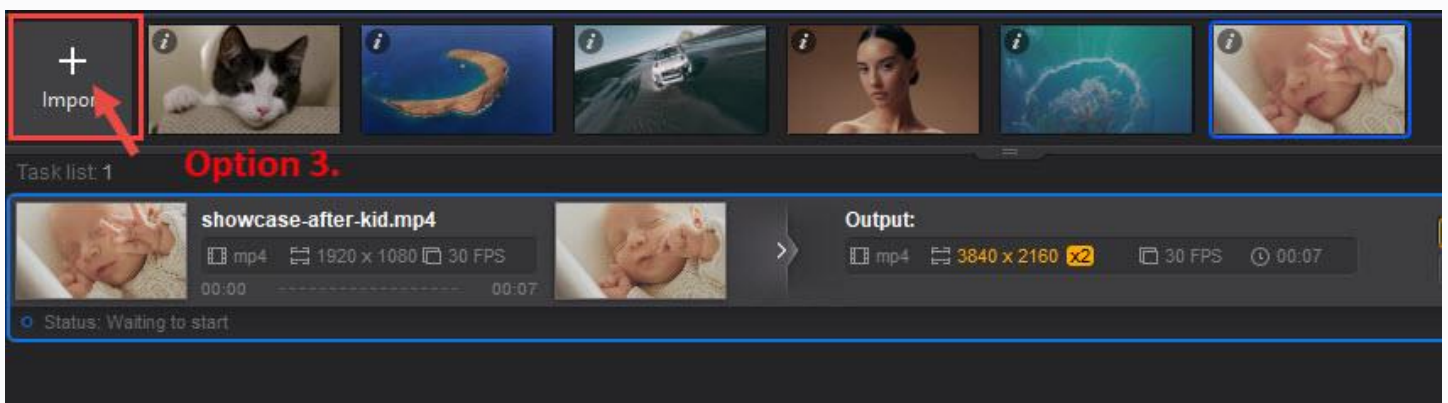 Import
Option 3.
Task list: 1
showcase-after-kid.mp4
mp4 1920 x 1080 30 FPS
00:00 00:07
Output:
mp4 3840 x 2160 x2 30 FPS 00:07
Status: Waiting to start